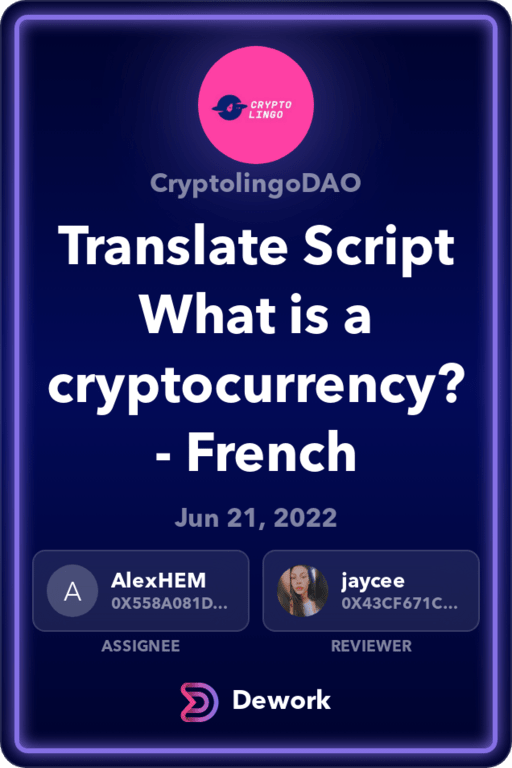 CRYPTO
LINGO
CryptolingoDAO
Translate Script
What is a
cryptocurrency?
- French
Jun 21, 2022
A
AlexHEM
0X558A081D...
jaycee
0X43CF671C...
ASSIGNEE
REVIEWER
Dework